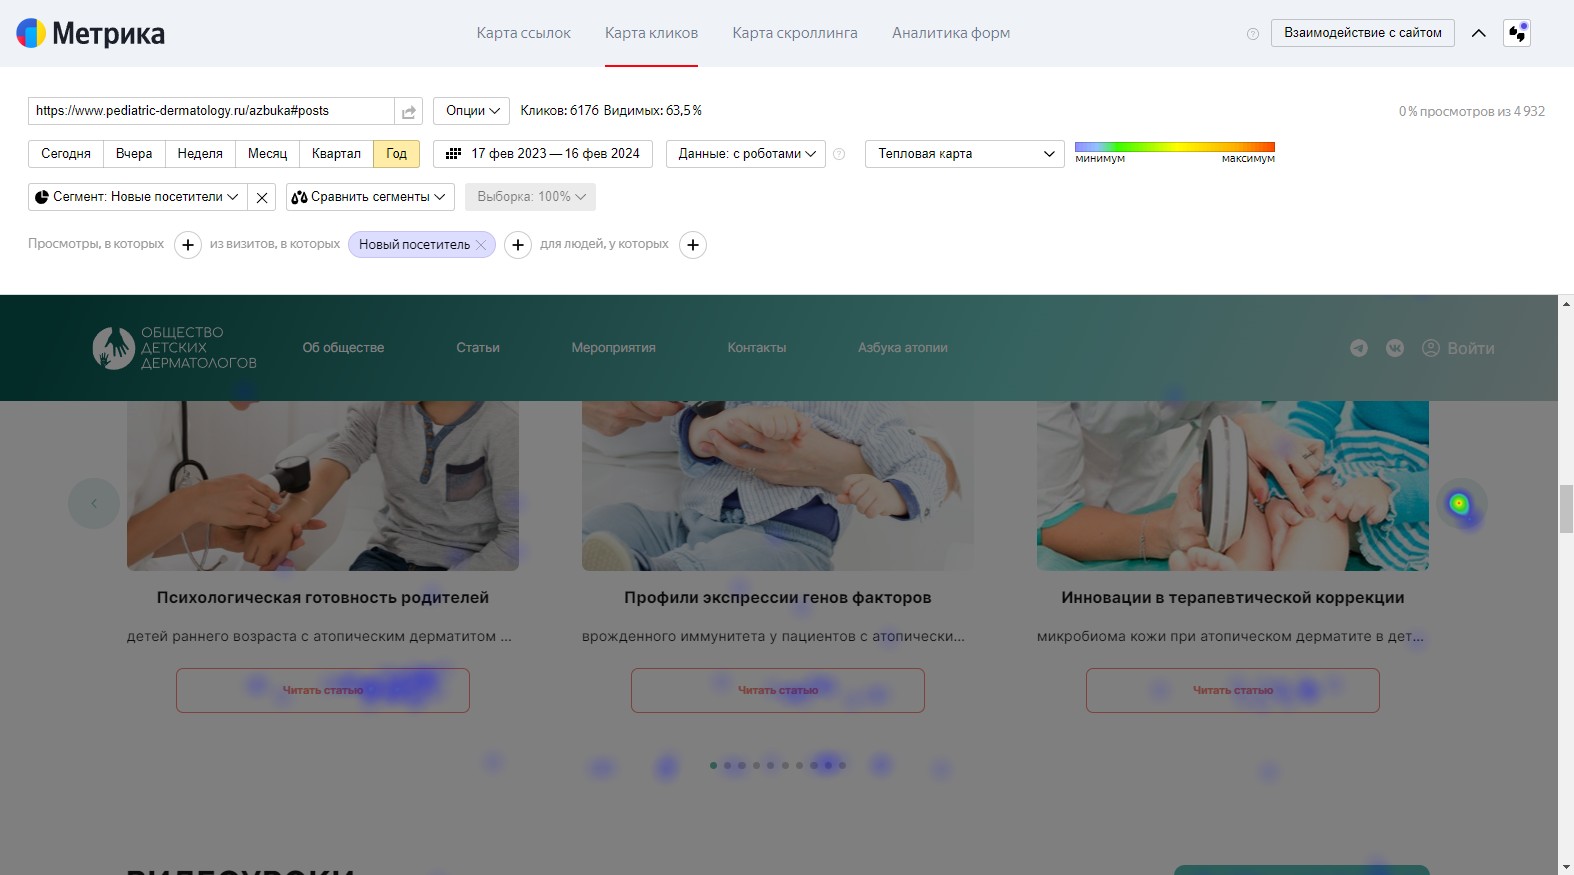 Метрика
Карта ссылок Карта кликов Карта скроллинга Аналитика форм
Взаимодействие с сайтом
https://www.pediatric-dermatology.ru/azbuka#posts Опции Кликов: 6176 Видимых: 63,5% 0% просмотров из 4 932
Сегодня Вчера Неделя Месяц Квартал Год 17 фев 2023 — 16 фев 2024 Данные: с роботами Тепловая карта
минимум максимум
Сегмент: Новые посетители Сравнить сегменты Выборка: 100%
Просмотры, в которых из визитов, в которых Новый посетитель для людей, у которых
ОБЩЕСТВО
ДЕТСКИХ
ДЕРМАТОЛОГОВ
Об обществе Статьи Мероприятия Контакты Азбука атопии Войти
Психологическая готовность родителей Профили экспрессии генов факторов Инновации в терапевтической коррекции
детей раннего возраста с атопическим дерматитом ... врожденного иммунитета у пациентов с атопически... микробиома кожи при атопическом дерматите в дет...
Читать статью Читать статью Читать статью
ВИДЕОУРОКИ